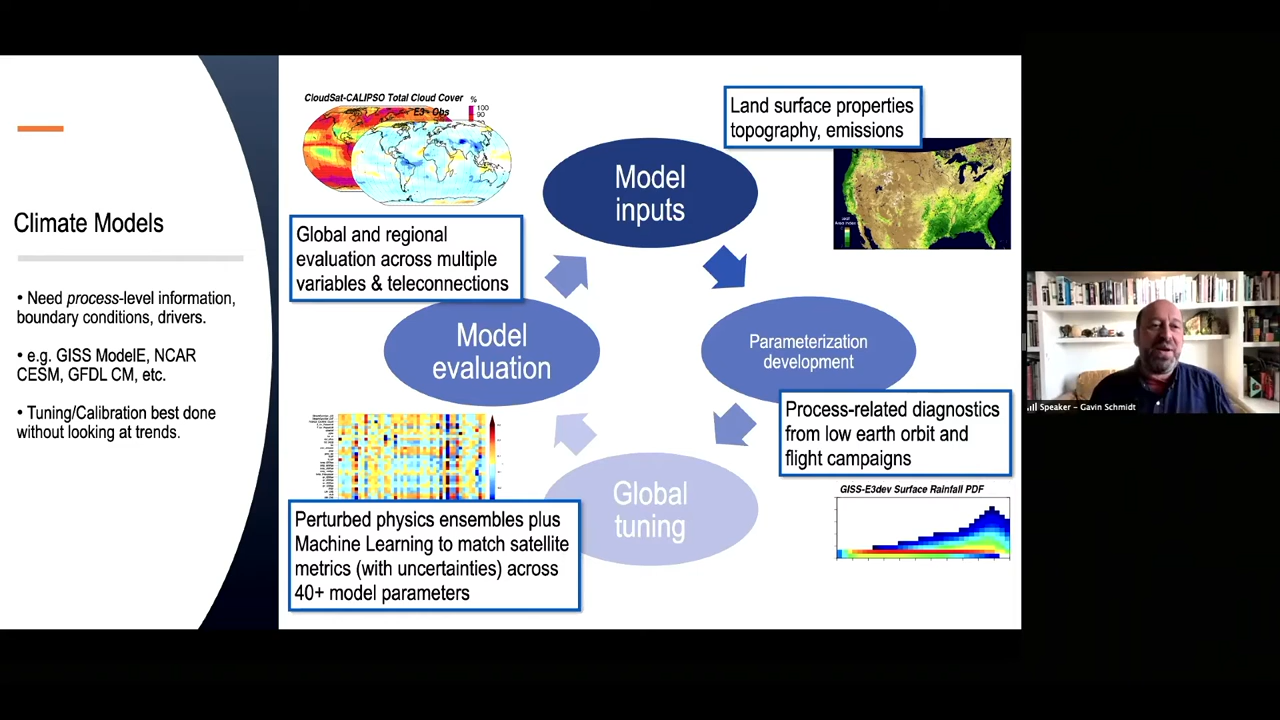 Climate Models
• Need process-level information,
boundary conditions, drivers.
• e.g. GISS ModelE, NCAR
CESM, GFDL CM, etc.
• Tuning/Calibration best done
without looking at trends.
CloudSat-CALIPSO Total Cloud Cover
%
E3 - Obs
100
90
Global and regional
evaluation across multiple
variables & teleconnections
Model
inputs
Land surface properties
topography, emissions
Model
evaluation
Parameterization
development
Process-related diagnostics
from low earth orbit and
flight campaigns
GISS-E3dev Surface Rainfall PDF
Global
tuning
Perturbed physics ensembles plus
Machine Learning to match satellite
metrics (with uncertainties) across
40+ model parameters
Speaker – Gavin Schmidt